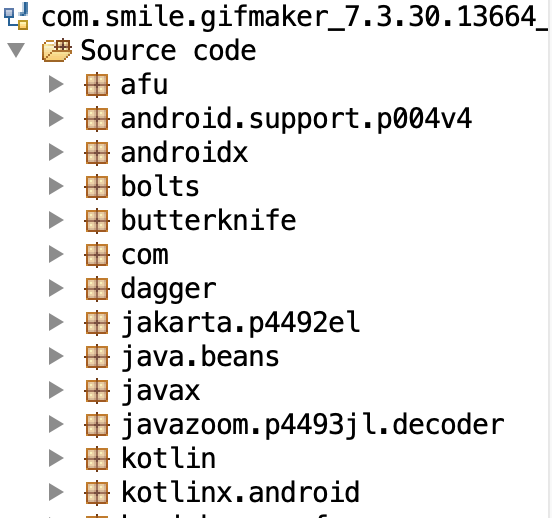 com.smile.gifmaker_7.3.30.13664_
Source code
afu
android.support.p004v4
androidx
bolts
butterknife
com
dagger
jakarta.p4492el
java.beans
javax
javazoom.p4493jl.decoder
kotlin
kotlinx.android